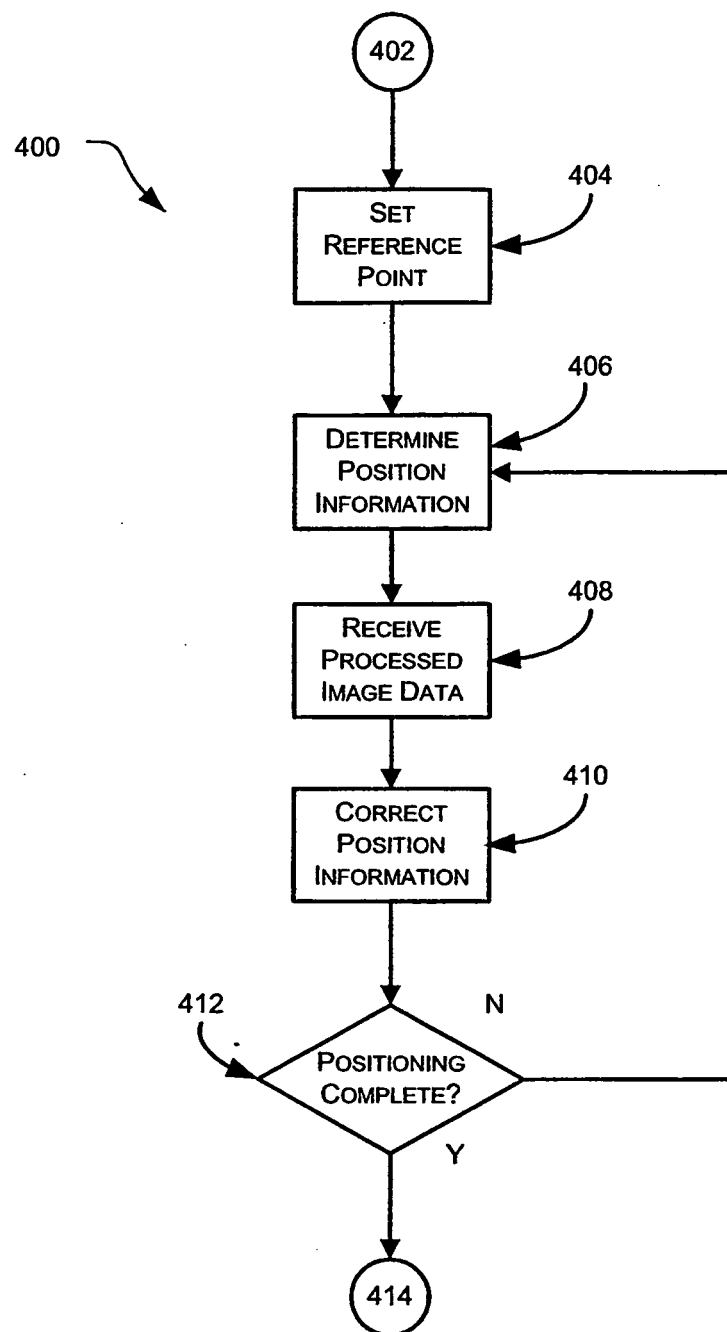 402
400
404
SET
REFERENCE
POINT
406
DETERMINE
POSITION
INFORMATION
408
RECEIVE
PROCESSED
IMAGE DATA
410
CORRECT
POSITION
INFORMATION
412
N
POSITIONING
COMPLETE?
Y
414